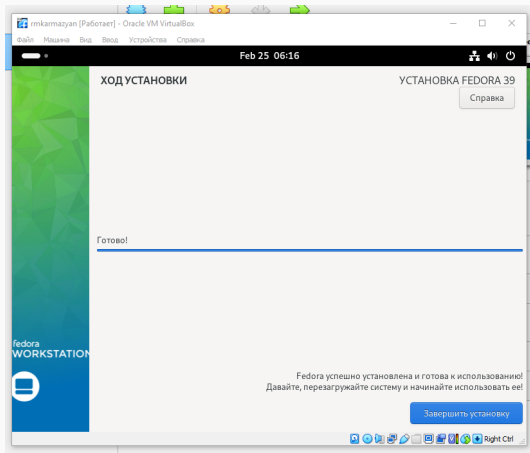 rmkarmazyan [Работает] - Oracle VM VirtualBox
Файл Машина Вид Ввод Устройства Справка
Feb 25 06:16
ХОД УСТАНОВКИ
УСТАНОВКА FEDORA 39
Справка
Готово!
fedora
WORKSTATION
Fedora успешно установлена и готова к использованию!
Давайте, перезагружайте систему и начинайте использовать ее!
Завершить установку
Right Ctrl